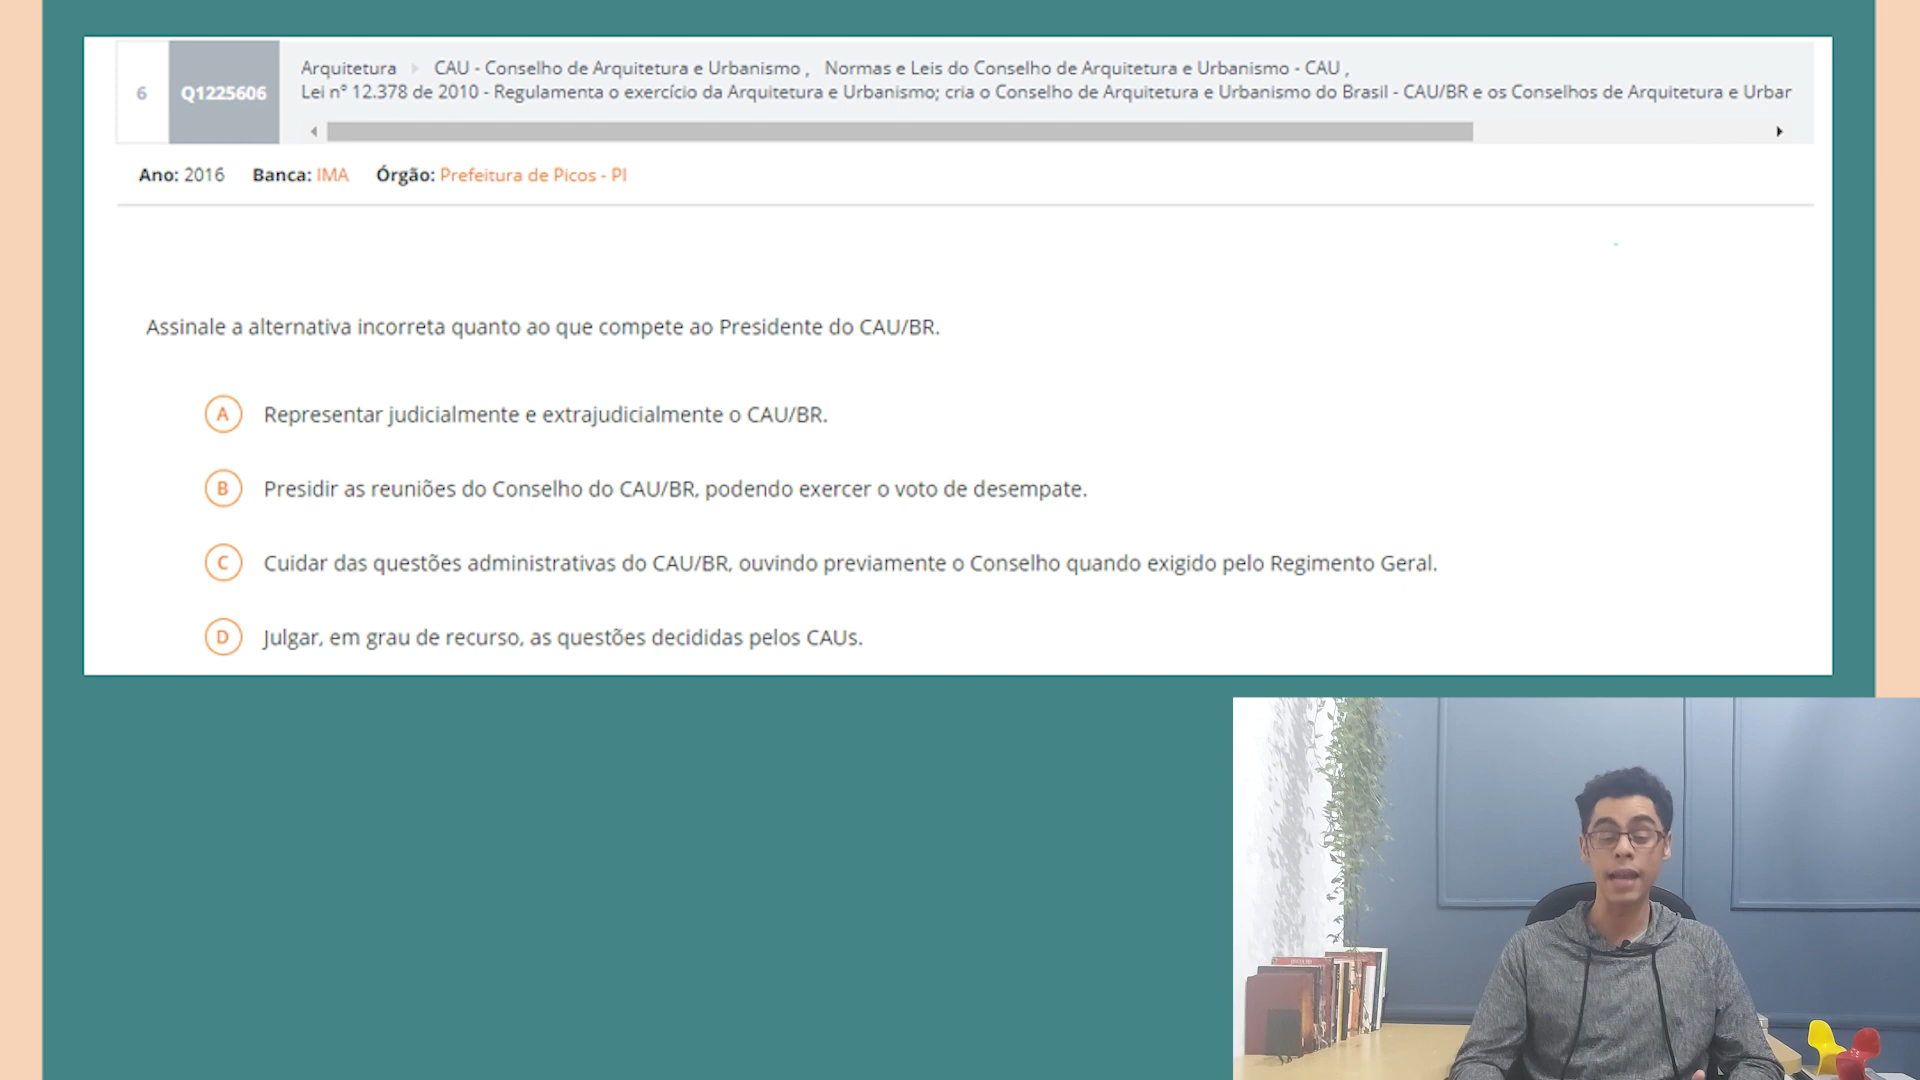 6
Q1225606
Arquitetura CAU - Conselho de Arquitetura e Urbanismo , Normas e Leis do Conselho de Arquitetura e Urbanismo - CAU ,
Lei nº 12.378 de 2010 - Regulamenta o exercício da Arquitetura e Urbanismo; cria o Conselho de Arquitetura e Urbanismo do Brasil - CAU/BR e os Conselhos de Arquitetura e Urbar
Ano: 2016 Banca: IMA Órgão: Prefeitura de Picos - PI
Assinale a alternativa incorreta quanto ao que compete ao Presidente do CAU/BR.
A Representar judicialmente e extrajudicialmente o CAU/BR.
B Presidir as reuniões do Conselho do CAU/BR, podendo exercer o voto de desempate.
C Cuidar das questões administrativas do CAU/BR, ouvindo previamente o Conselho quando exigido pelo Regimento Geral.
D Julgar, em grau de recurso, as questões decididas pelos CAUs.